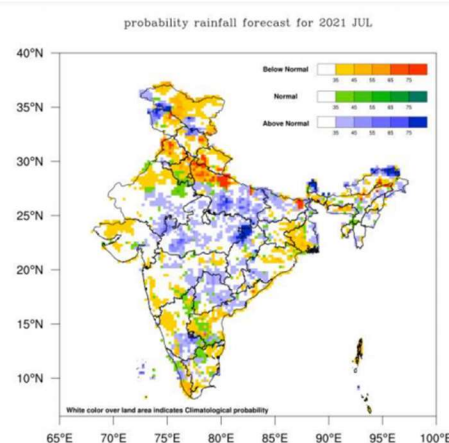 probability rainfall forecast for 2021 JUL
40°N
35°N
30°N
25°N
20°N
15°N
10°N
Below Normal
35 45 55 65 75
Normal
35 45 55 65 75
Above Normal
35 45 55 65 75
White color over land area indicates Climatological probability
65°E 70°E 75°E 80°E 85°E 90°E 95°E 100°E